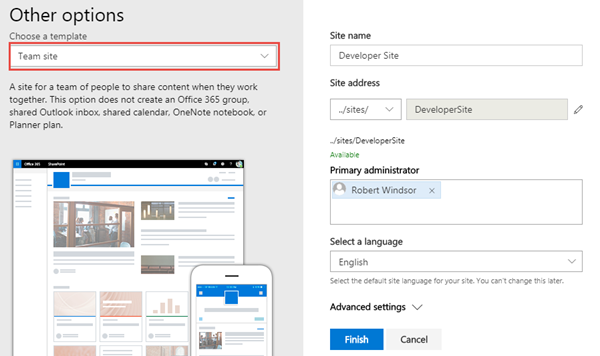 Other options
Choose a template
Team site
A site for a team of people to share content when they work
together. This option does not create an Office 365 group,
shared Outlook inbox, shared calendar, OneNote notebook, or
Planner plan.
Office 365
SharePoint
Site name
Developer Site
Site address
../sites/
DeveloperSite
../sites/DeveloperSite
Available
Primary administrator
Robert Windsor
Select a language
English
Select the default site language for your site. You can't change this later.
Advanced settings
Finish
Cancel